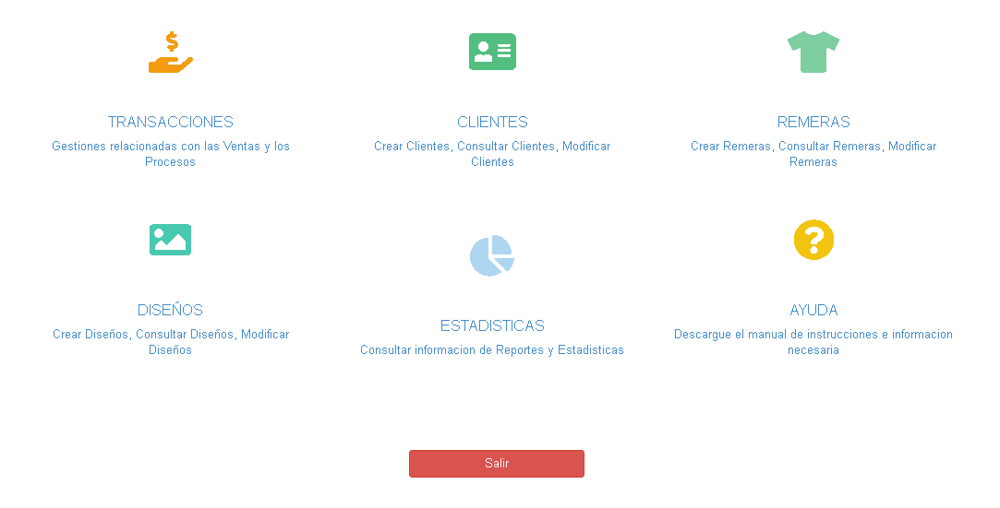 TRANSACCIONES
Gestiones relacionadas con las Ventas y los
Procesos
CLIENTES
Crear Clientes, Consultar Clientes, Modificar
Clientes
REMERAS
Crear Remeras, Consultar Remeras, Modificar
Remeras
DISEÑOS
Crear Diseños, Consultar Diseños, Modificar
Diseños
ESTADISTICAS
Consultar informacion de Reportes y Estadisticas
AYUDA
Descargue el manual de instrucciones e informacion
necesaria
Salir